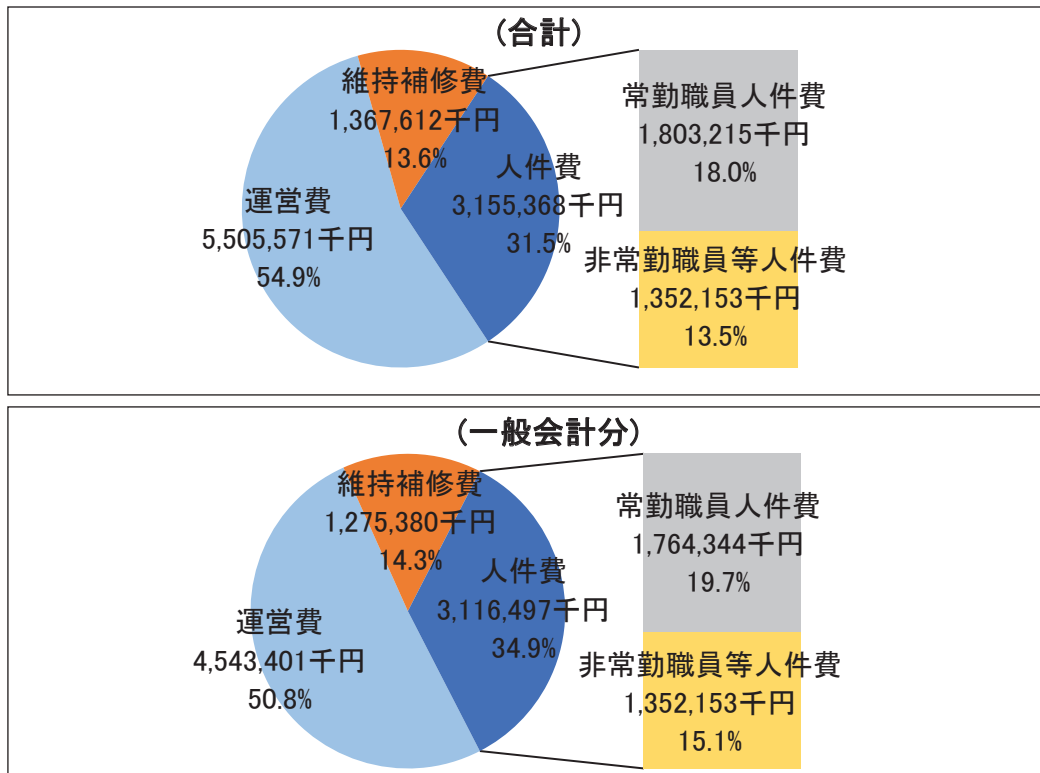 (合計)
維持補修費
1,367,612千円
13.6%
人件費
3,155,368千円
31.5%
運営費
5,505,571千円
54.9%
常勤職員人件費
1,803,215千円
18.0%
非常勤職員等人件費
1,352,153千円
13.5%
(一般会計分)
維持補修費
1,275,380千円
14.3%
人件費
3,116,497千円
34.9%
運営費
4,543,401千円
50.8%
常勤職員人件費
1,764,344千円
19.7%
非常勤職員等人件費
1,352,153千円
15.1%